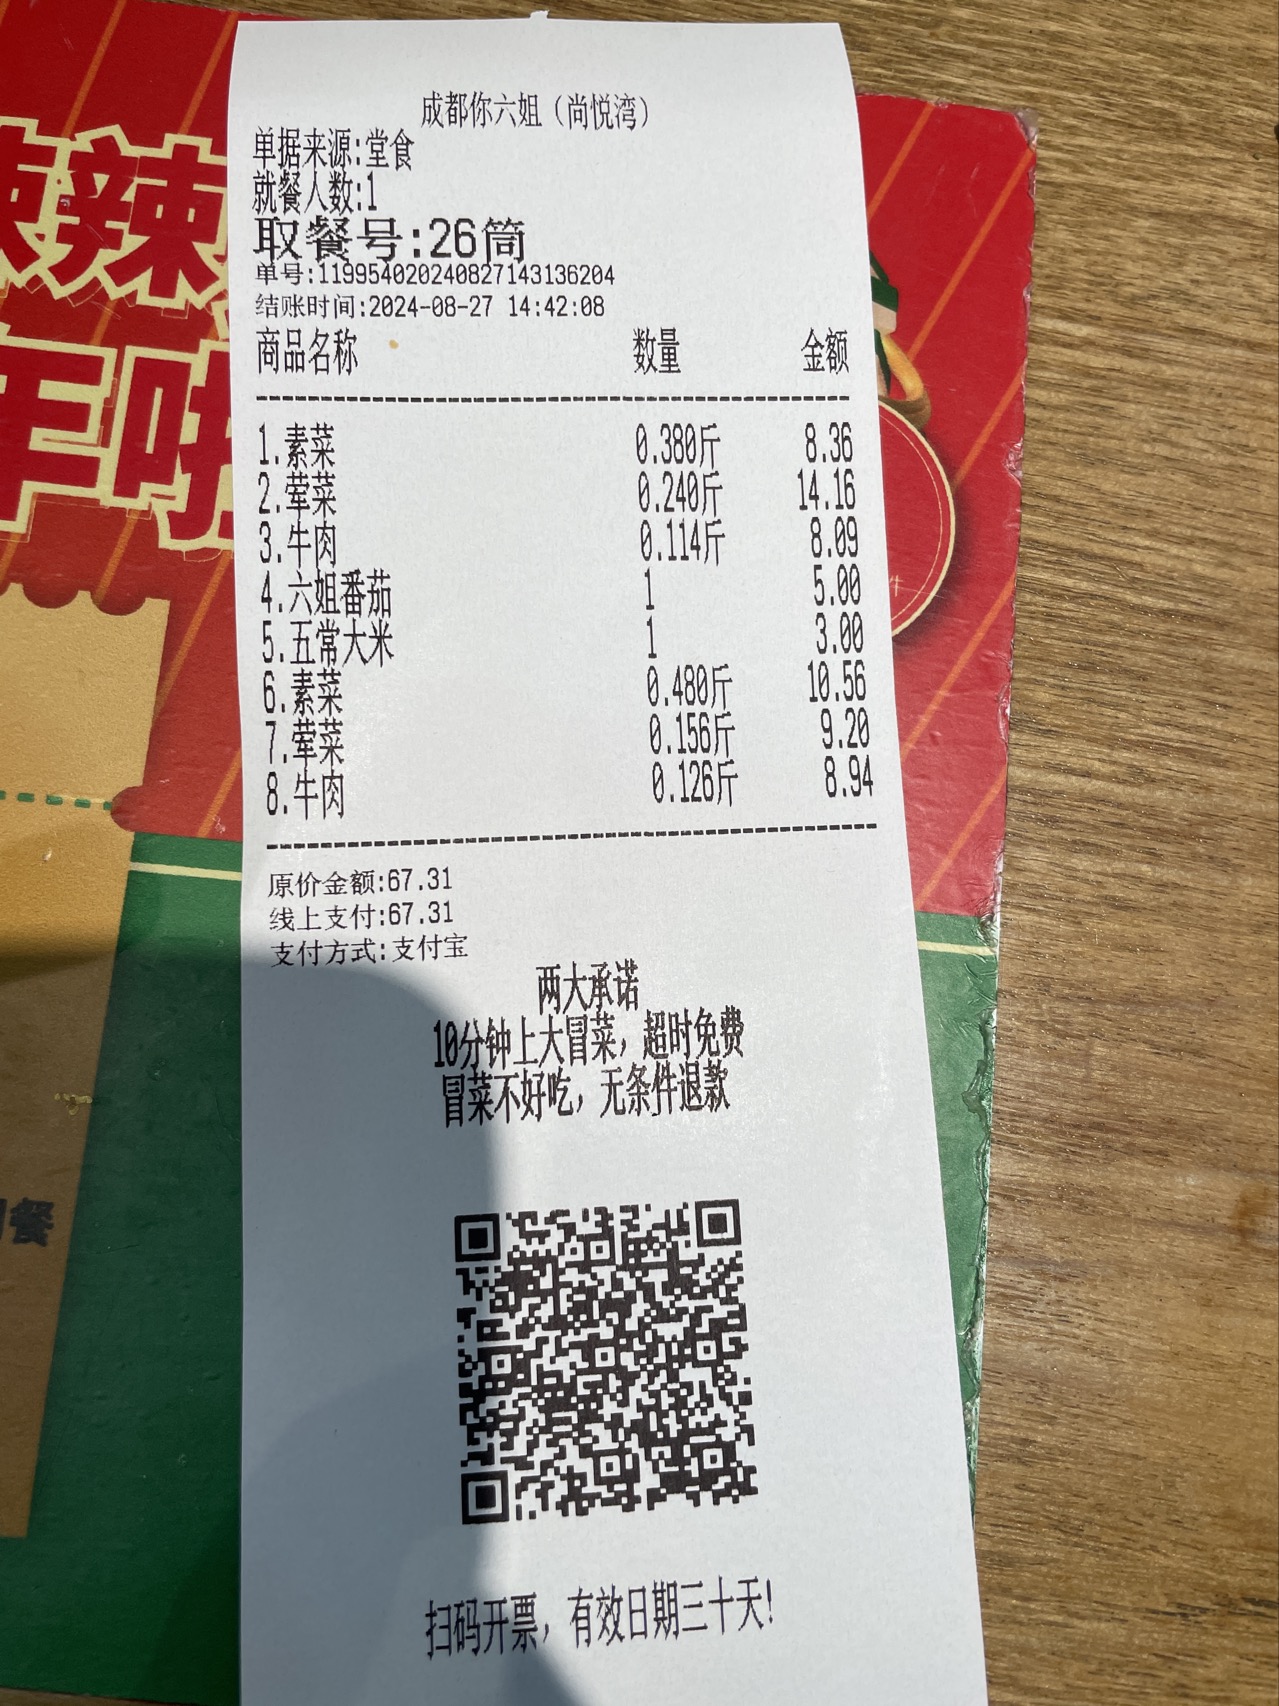 成都你六姐（尚悦湾）
单据来源:堂食
就餐人数:1
取餐号:26筒
单号:119954020240827143136204
结账时间:2024-08-27 14:42:08
商品名称 数量 金额
1.素菜 0.380斤 8.36
2.荤菜 0.240斤 14.16
3.牛肉 0.114斤 8.09
4.六姐番茄 1 5.00
5.五常大米 1 3.00
6.素菜 0.480斤 10.56
7.荤菜 0.156斤 9.20
8.牛肉 0.126斤 8.94
原价金额:67.31
线上支付:67.31
支付方式:支付宝
两大承诺
10分钟上大冒菜，超时免费
冒菜不好吃，无条件退款
扫码开票，有效日期三十天!
辣
餐